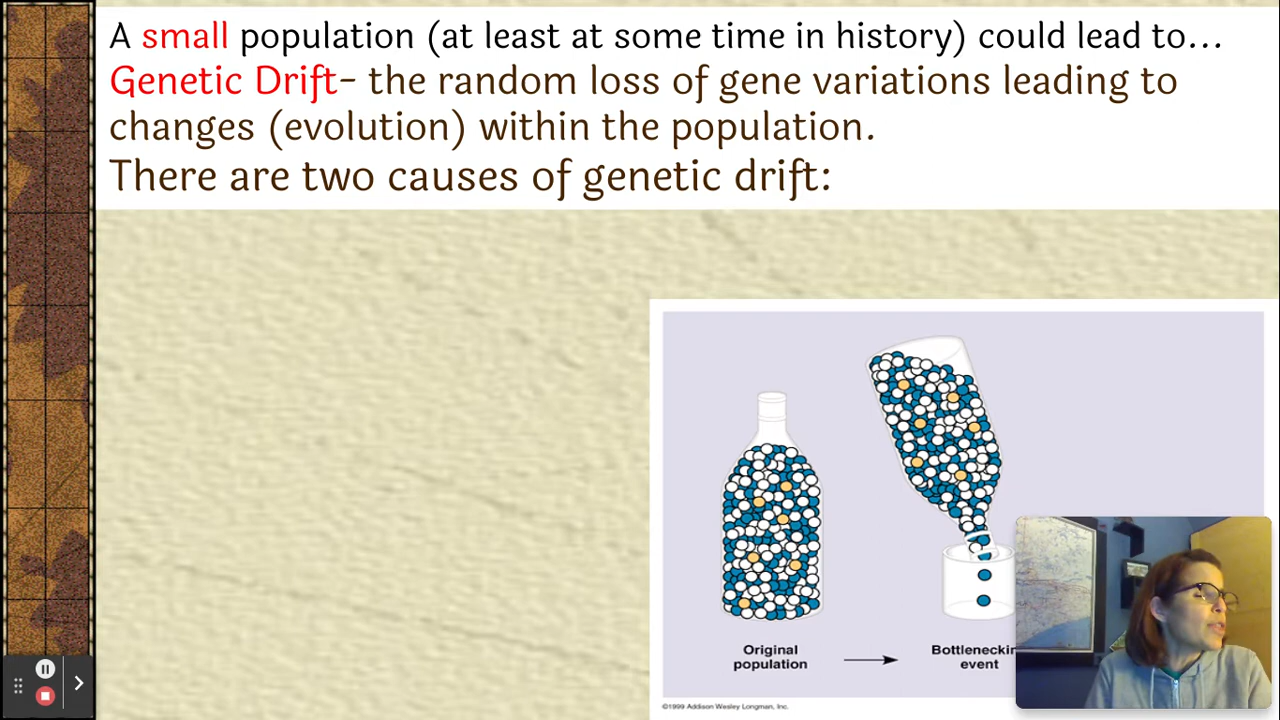 A small population (at least at some time in history) could lead to...
Genetic Drift- the random loss of gene variations leading to
changes (evolution) within the population.
There are two causes of genetic drift:
Original
population
Bottleneckin
event
©1999 Addison Wesley Longman, Inc.